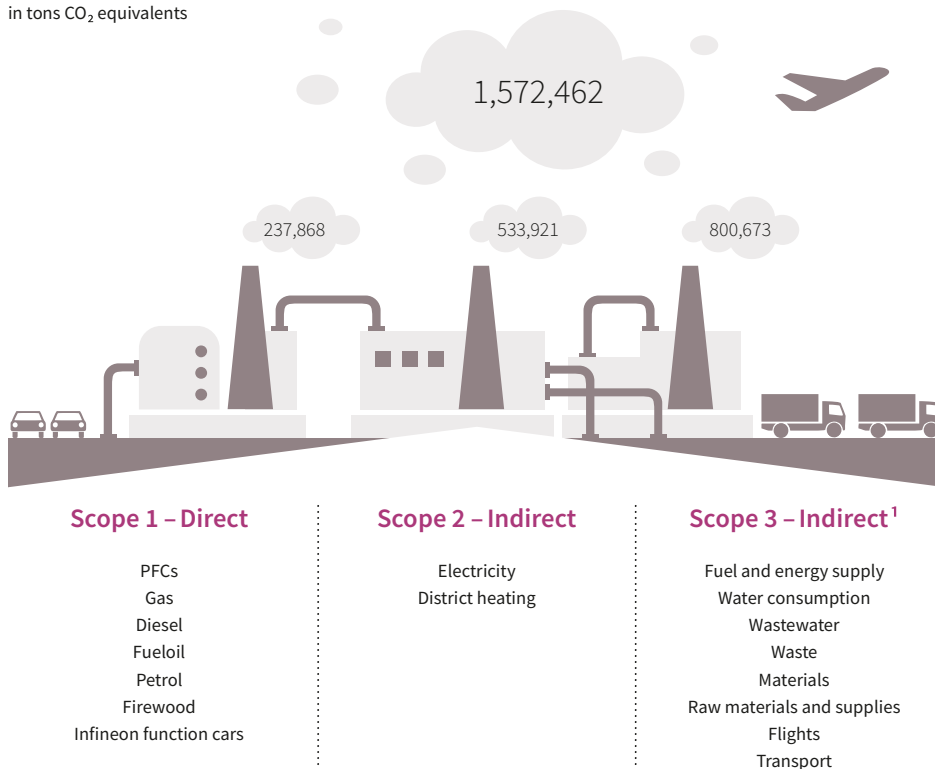 in tons CO₂ equivalents
1,572,462
237,868
533,921
800,673
Scope 1 – Direct
PFCs
Gas
Diesel
Fueloil
Petrol
Firewood
Infineon function cars
Scope 2 – Indirect
Electricity
District heating
Scope 3 – Indirect¹
Fuel and energy supply
Water consumption
Wastewater
Waste
Materials
Raw materials and supplies
Flights
Transport